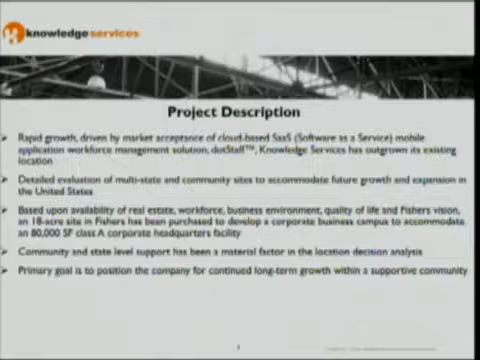 knowledgeservices
Project Description
➢ Rapid growth, driven by market acceptance of cloud-based SaaS (Software as a Service) mobile
application workforce management solution, dotStaff™, Knowledge Services has outgrown its existing
location
➢ Detailed evaluation of multi-state and community sites to accommodate future growth and expansion in
the United States
➢ Based upon availability of real estate, workforce, business environment, quality of life and Fishers vision,
an 18-acre site in Fishers has been purchased to develop a corporate business campus to accommodate
an 80,000 SF class A corporate headquarters facility
➢ Community and state level support has been a material factor in the location decision analysis
➢ Primary goal is to position the company for continued long-term growth within a supportive community